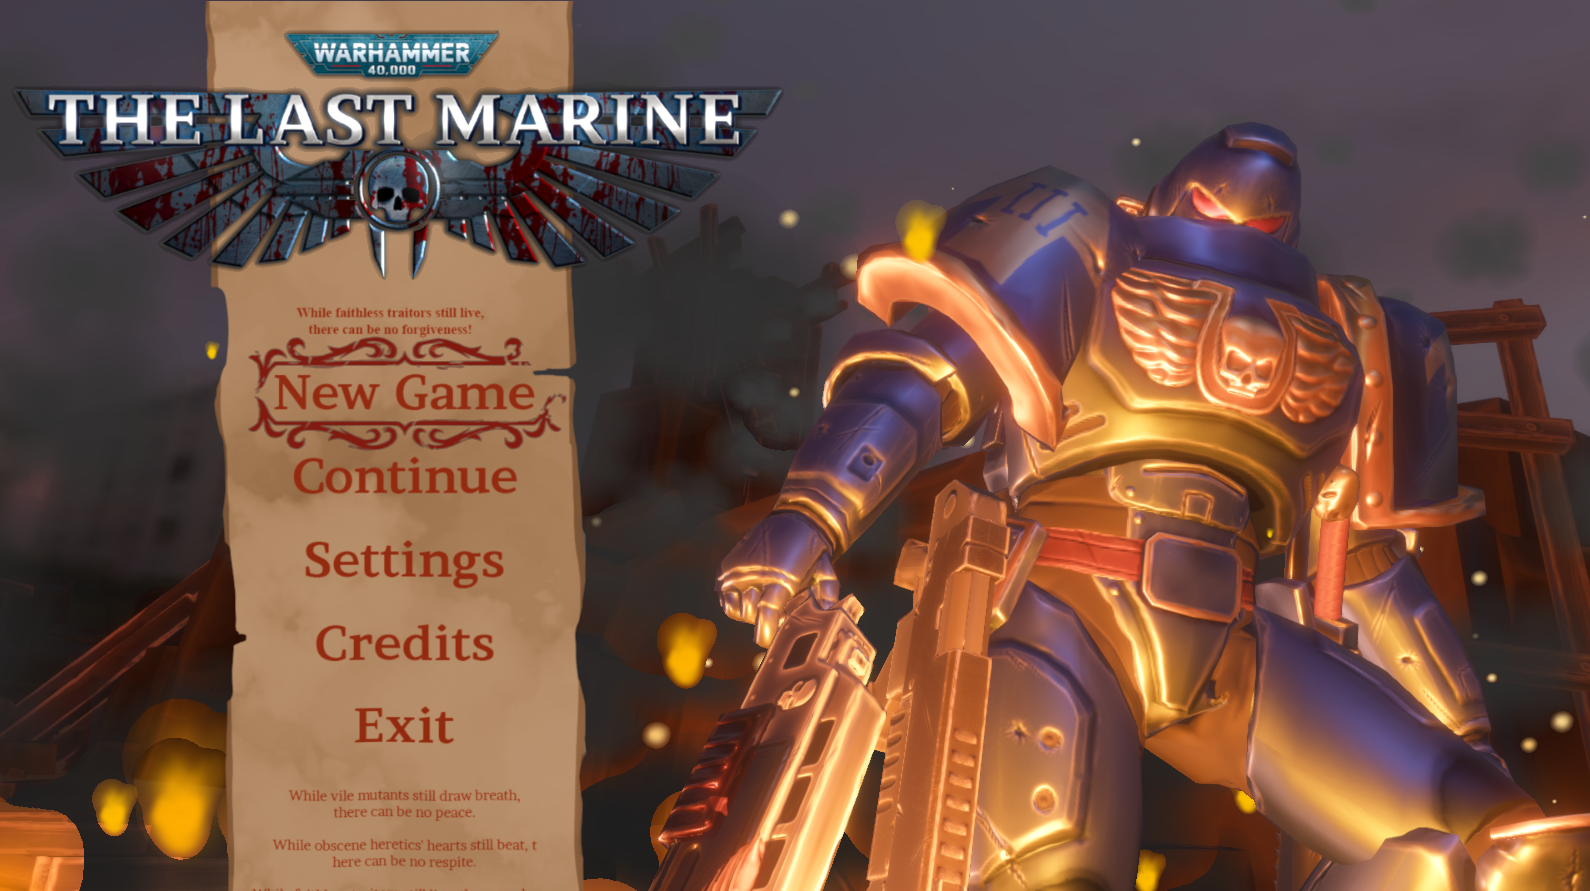 WARHAMMER
40,000
THE LAST MARINE
While faithless traitors still live,
there can be no forgiveness!
New Game
Continue
Settings
Credits
Exit
While vile mutants still draw breath,
there can be no peace.
While obscene heretics' hearts still beat, t
here can be no respite.
III